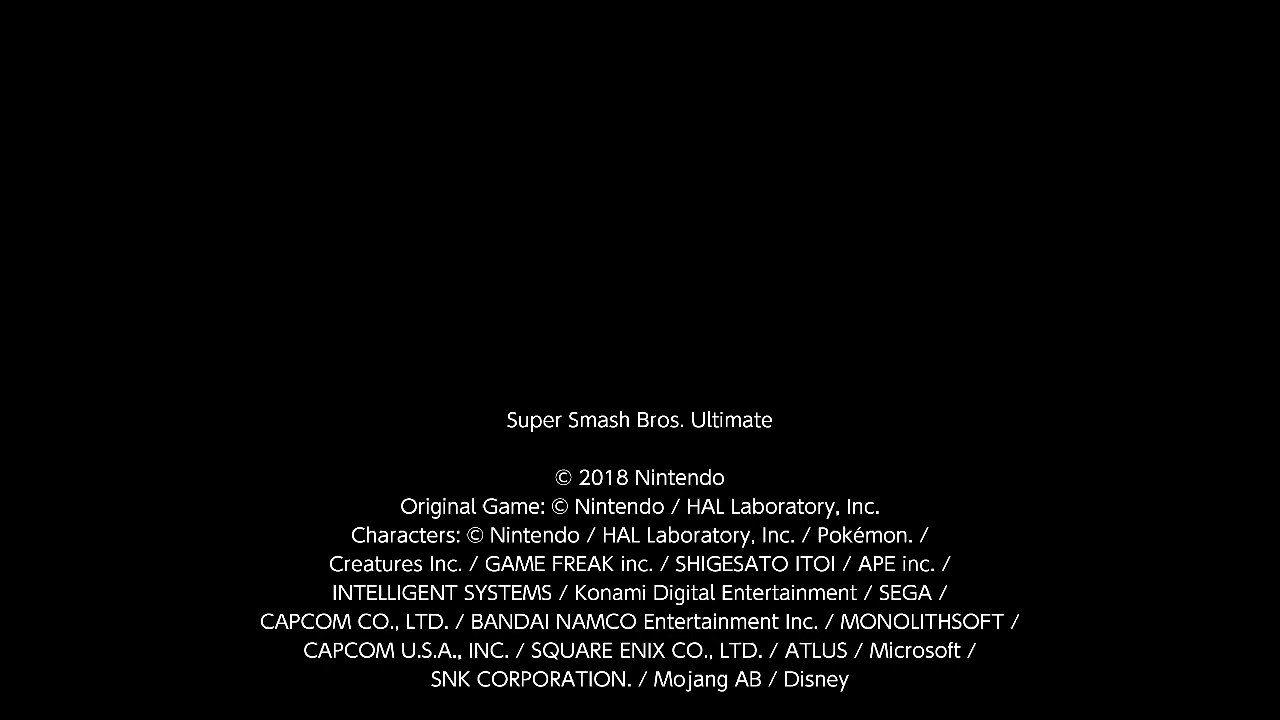 Super Smash Bros. Ultimate
© 2018 Nintendo
Original Game: © Nintendo / HAL Laboratory, Inc.
Characters: © Nintendo / HAL Laboratory, Inc. / Pokémon. /
Creatures Inc. / GAME FREAK inc. / SHIGESATO ITOI / APE inc. /
INTELLIGENT SYSTEMS / Konami Digital Entertainment / SEGA /
CAPCOM CO., LTD. / BANDAI NAMCO Entertainment Inc. / MONOLITHSOFT /
CAPCOM U.S.A., INC. / SQUARE ENIX CO., LTD. / ATLUS / Microsoft /
SNK CORPORATION. / Mojang AB / Disney